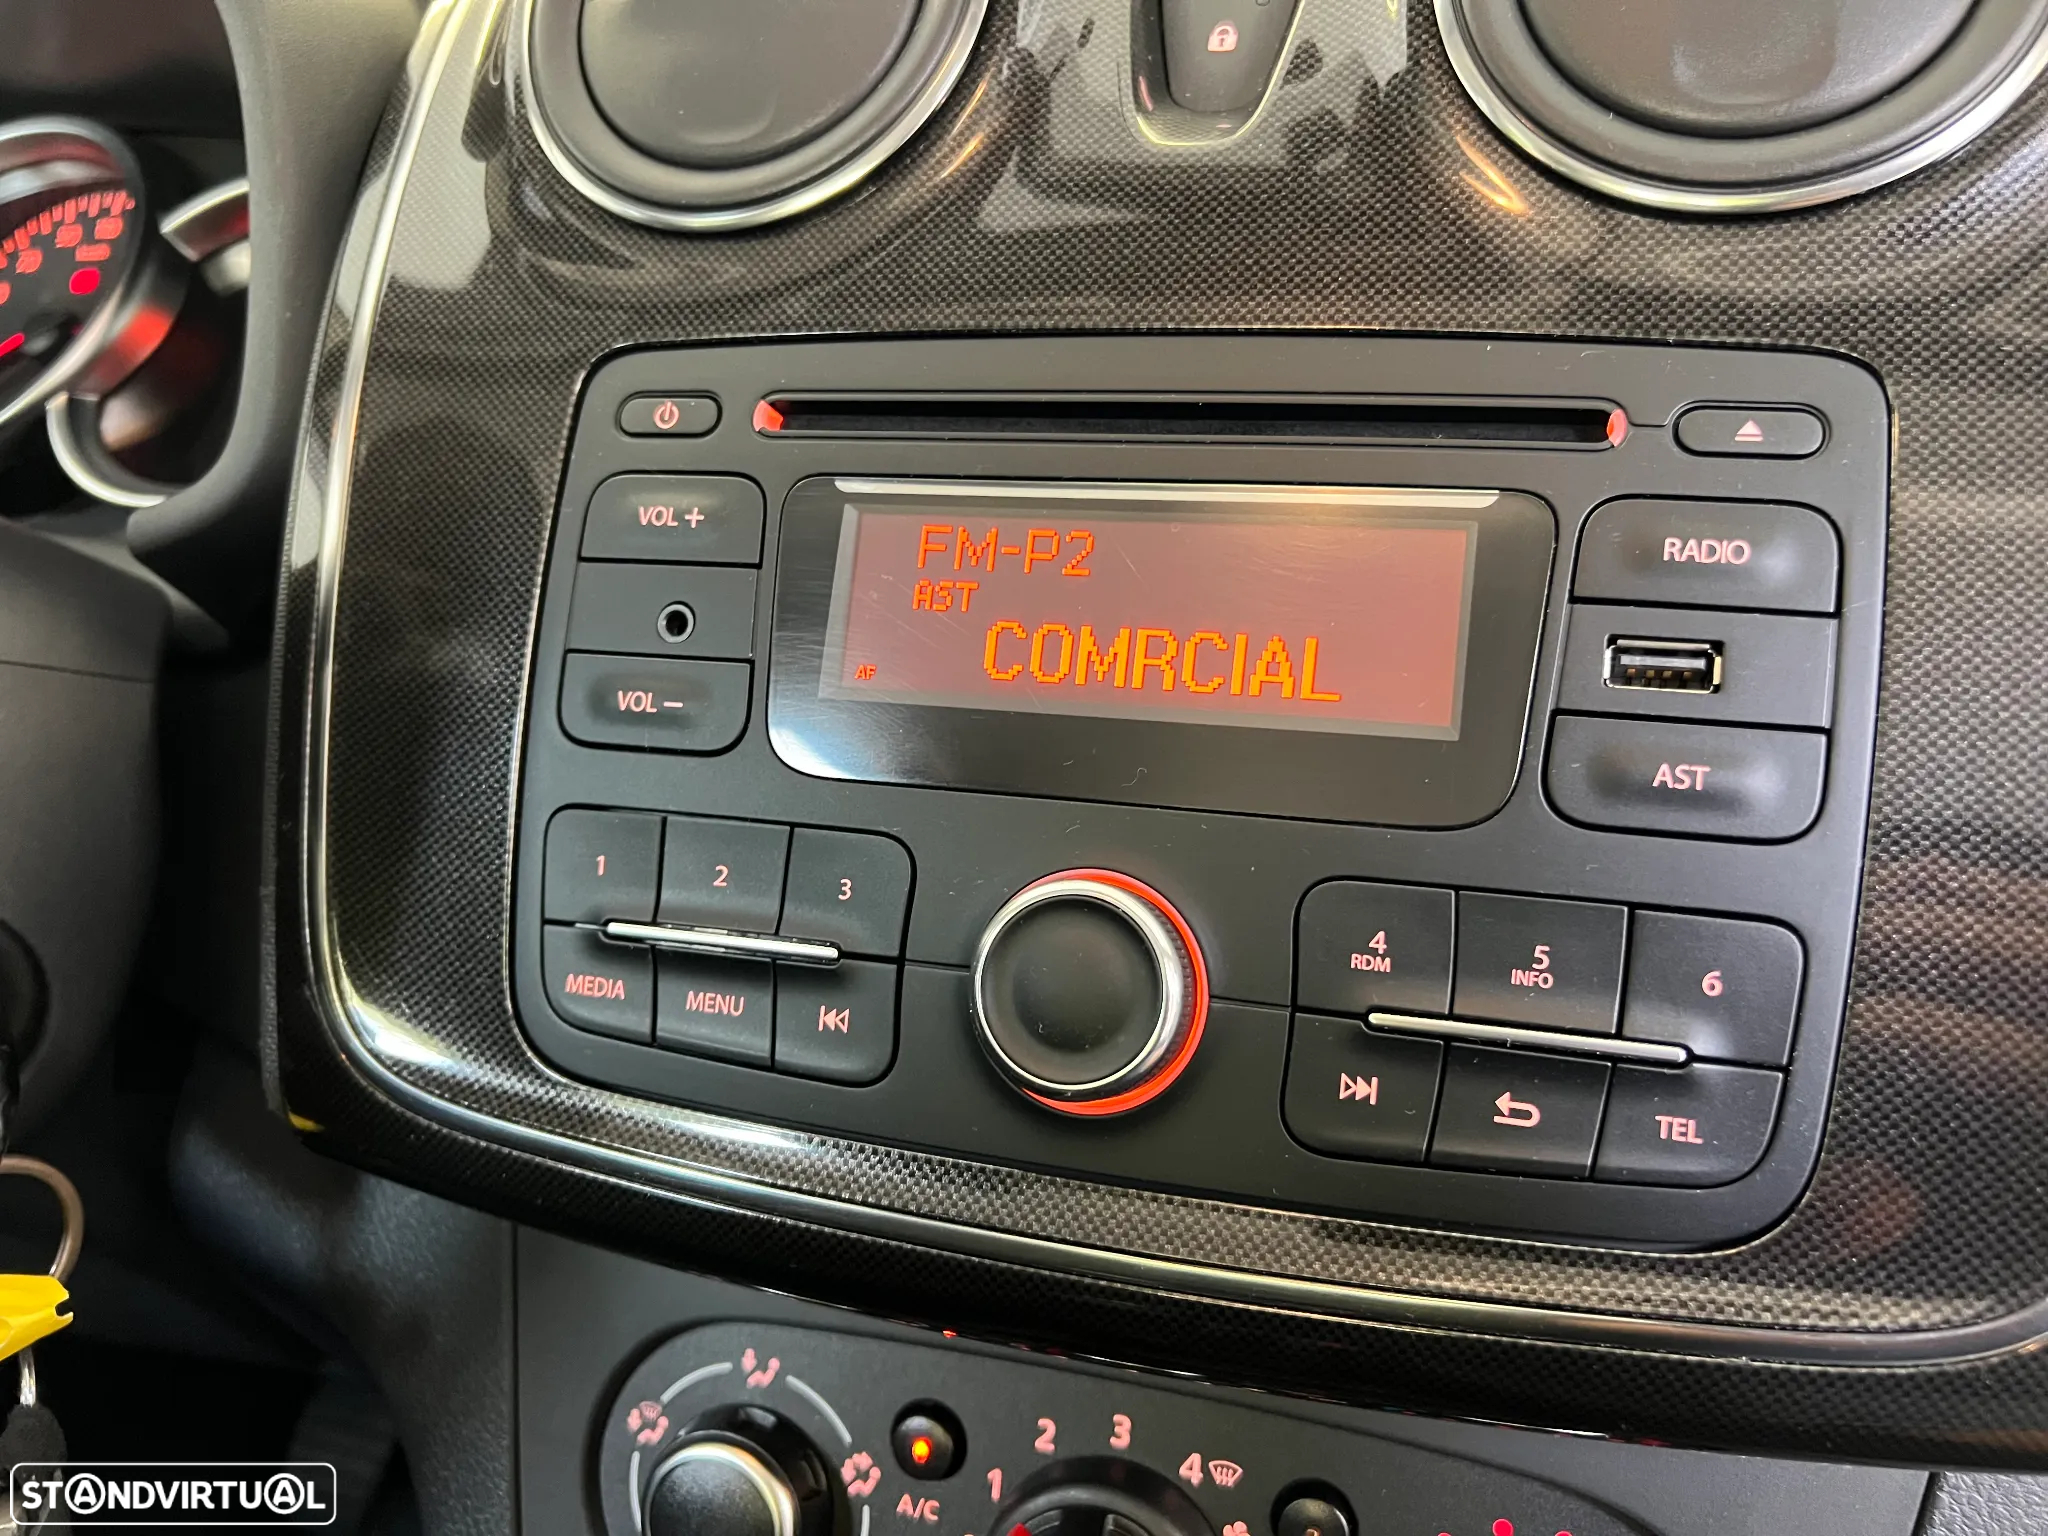 VOL +
VOL −
FM-P2
AST
AF
COMRCIAL
RADIO
AST
1
2
3
MEDIA
MENU
4
RDM
5
INFO
6
TEL
A/C
1
2
3
4
STANDVIRTUAL